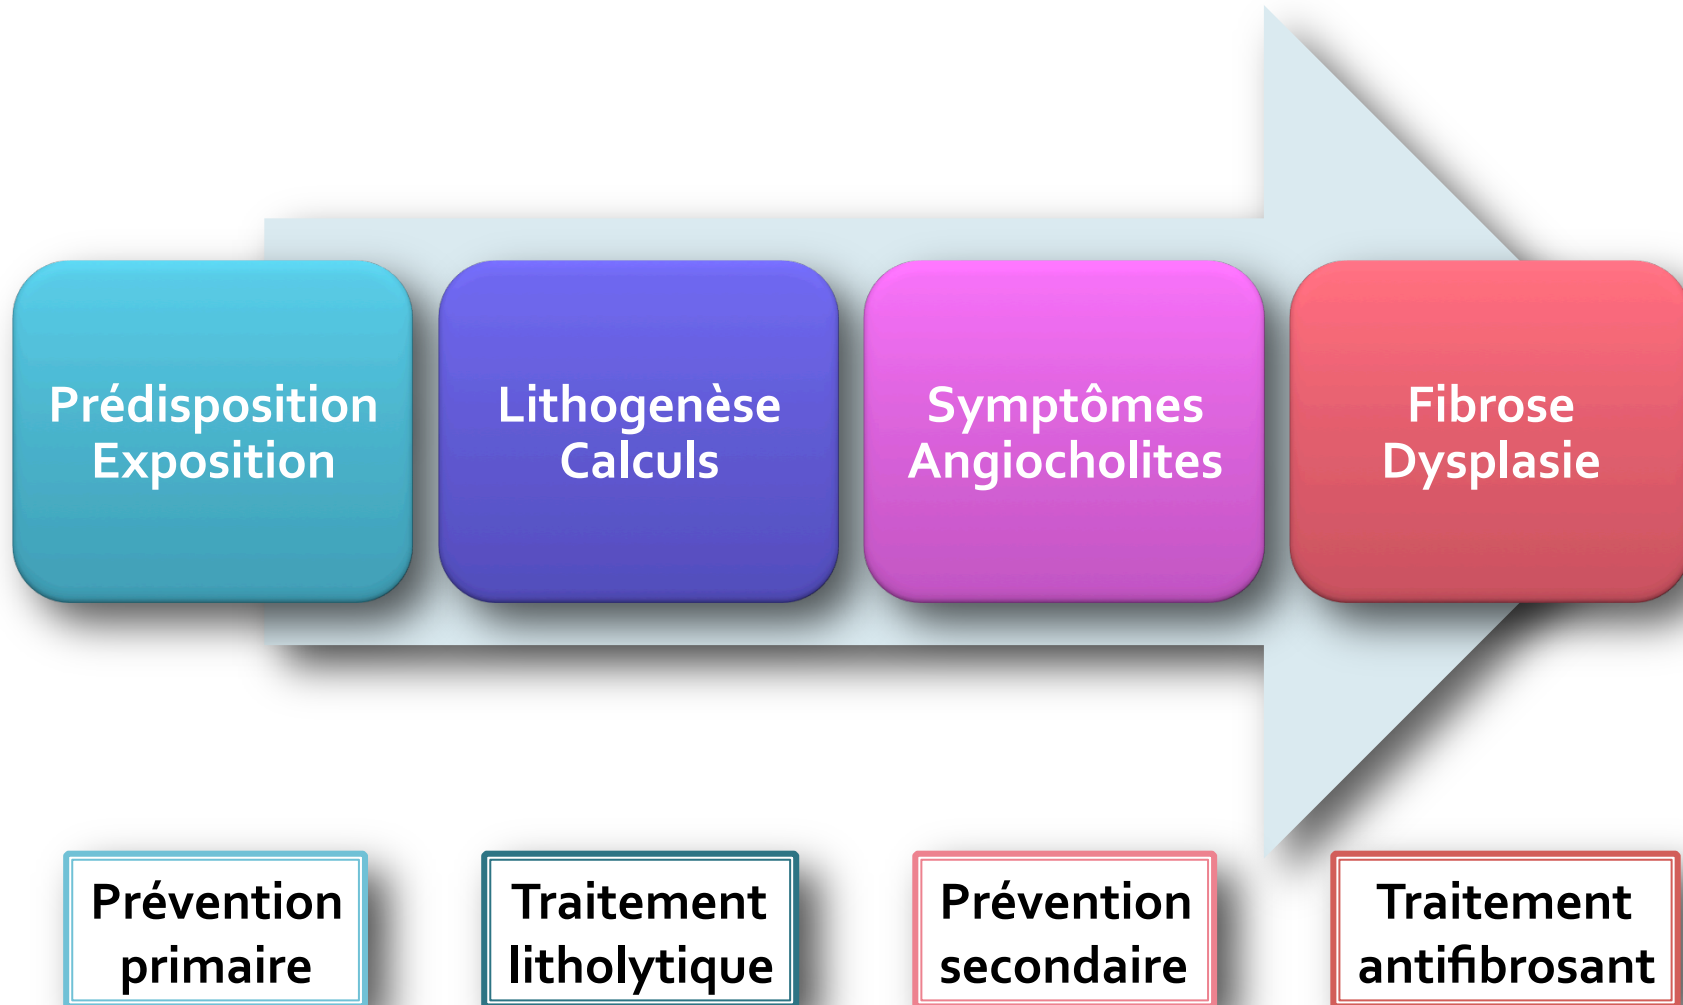 Prédisposition
Exposition
Lithogenèse
Calculs
Symptômes
Angiocholites
Fibrose
Dysplasie
Prévention
primaire
Traitement
litholytique
Prévention
secondaire
Traitement
antifibrosant